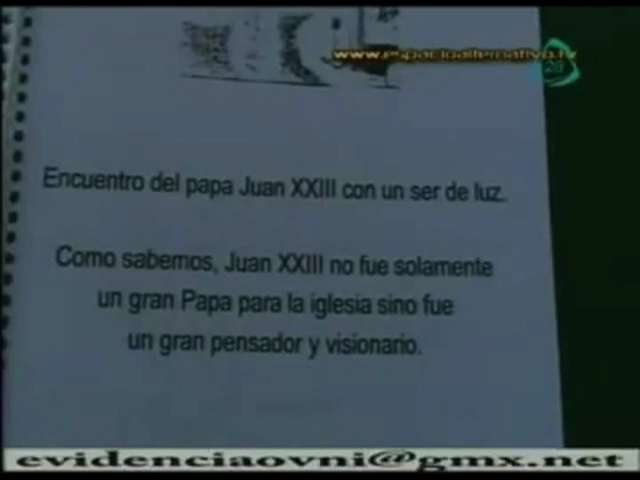 www.espacioalternativo.tv
Encuentro del papa Juan XXIII con un ser de luz.
Como sabemos, Juan XXIII no fue solamente
un gran Papa para la iglesia sino fue
un gran pensador y visionario.
evidenciaovni@gmx.net